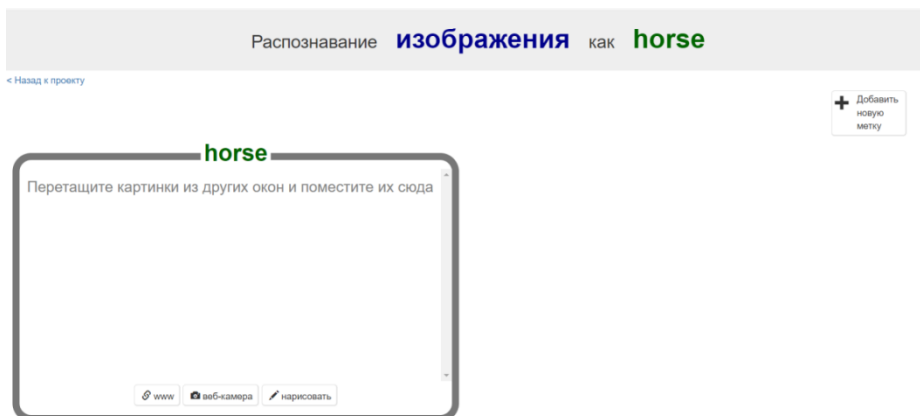 Распознавание изображения как horse
< Назад к проекту
Добавить
новую
метку
horse
Перетащите картинки из других окон и поместите их сюда
www веб-камера нарисовать